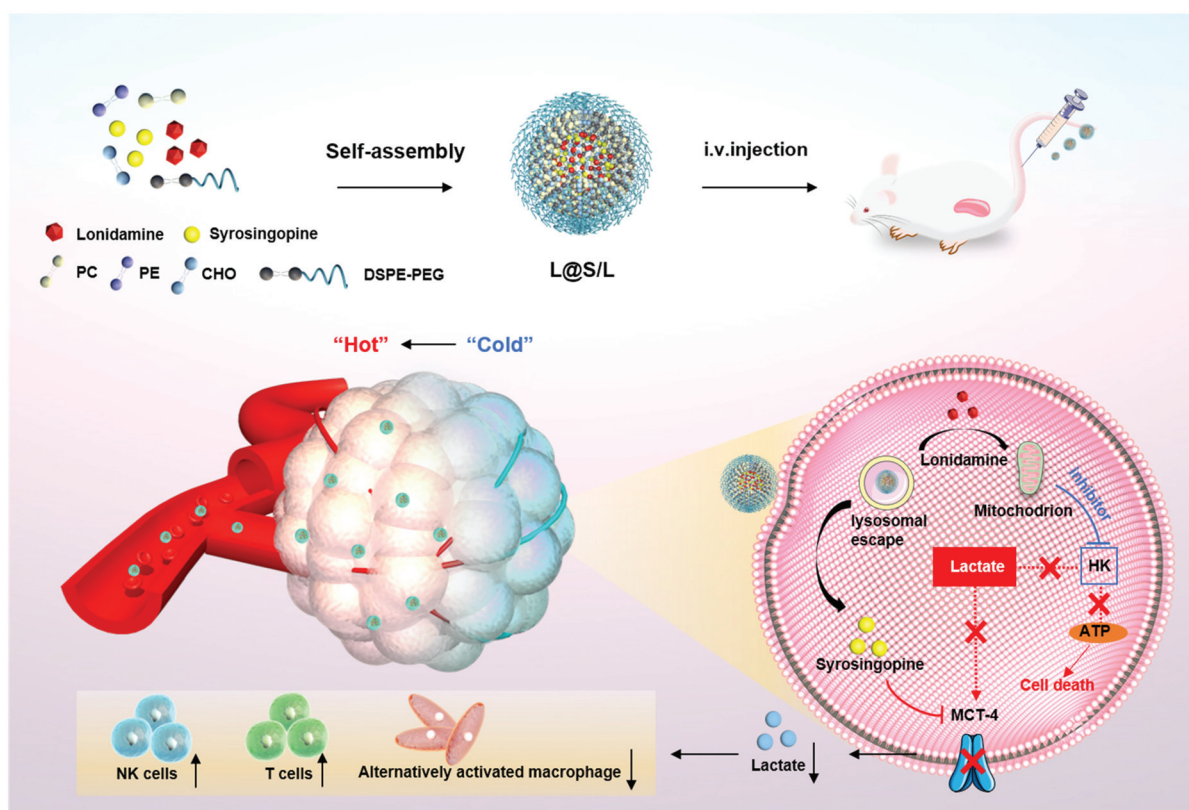 Self-assembly
i.v.injection
Lonidamine
Syrosingopine
PC
PE
CHO
DSPE-PEG
L@S/L
“Hot”
“Cold”
Lonidamine
lysosomal
escape
Mitochodrion
Inhibitor
Lactate
HK
ATP
Syrosingopine
Cell death
MCT-4
NK cells
T cells
Alternatively activated macrophage
Lactate